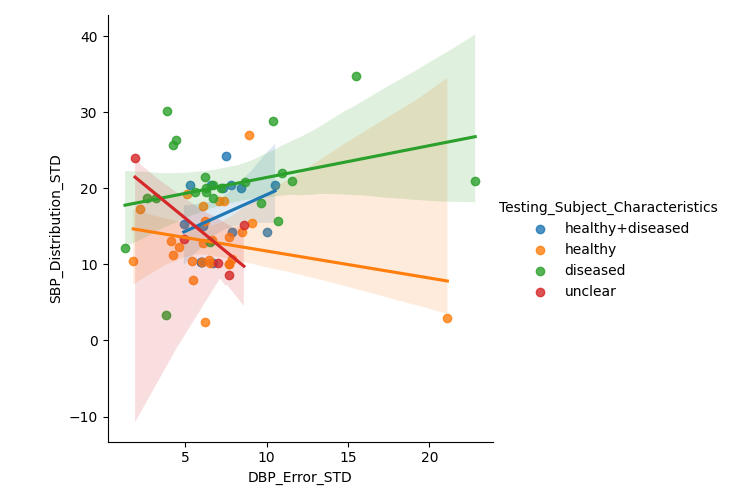 40
30
20
10
0
−10
SBP_Distribution_STD
5
10
15
20
DBP_Error_STD
Testing_Subject_Characteristics
healthy+diseased
healthy
diseased
unclear